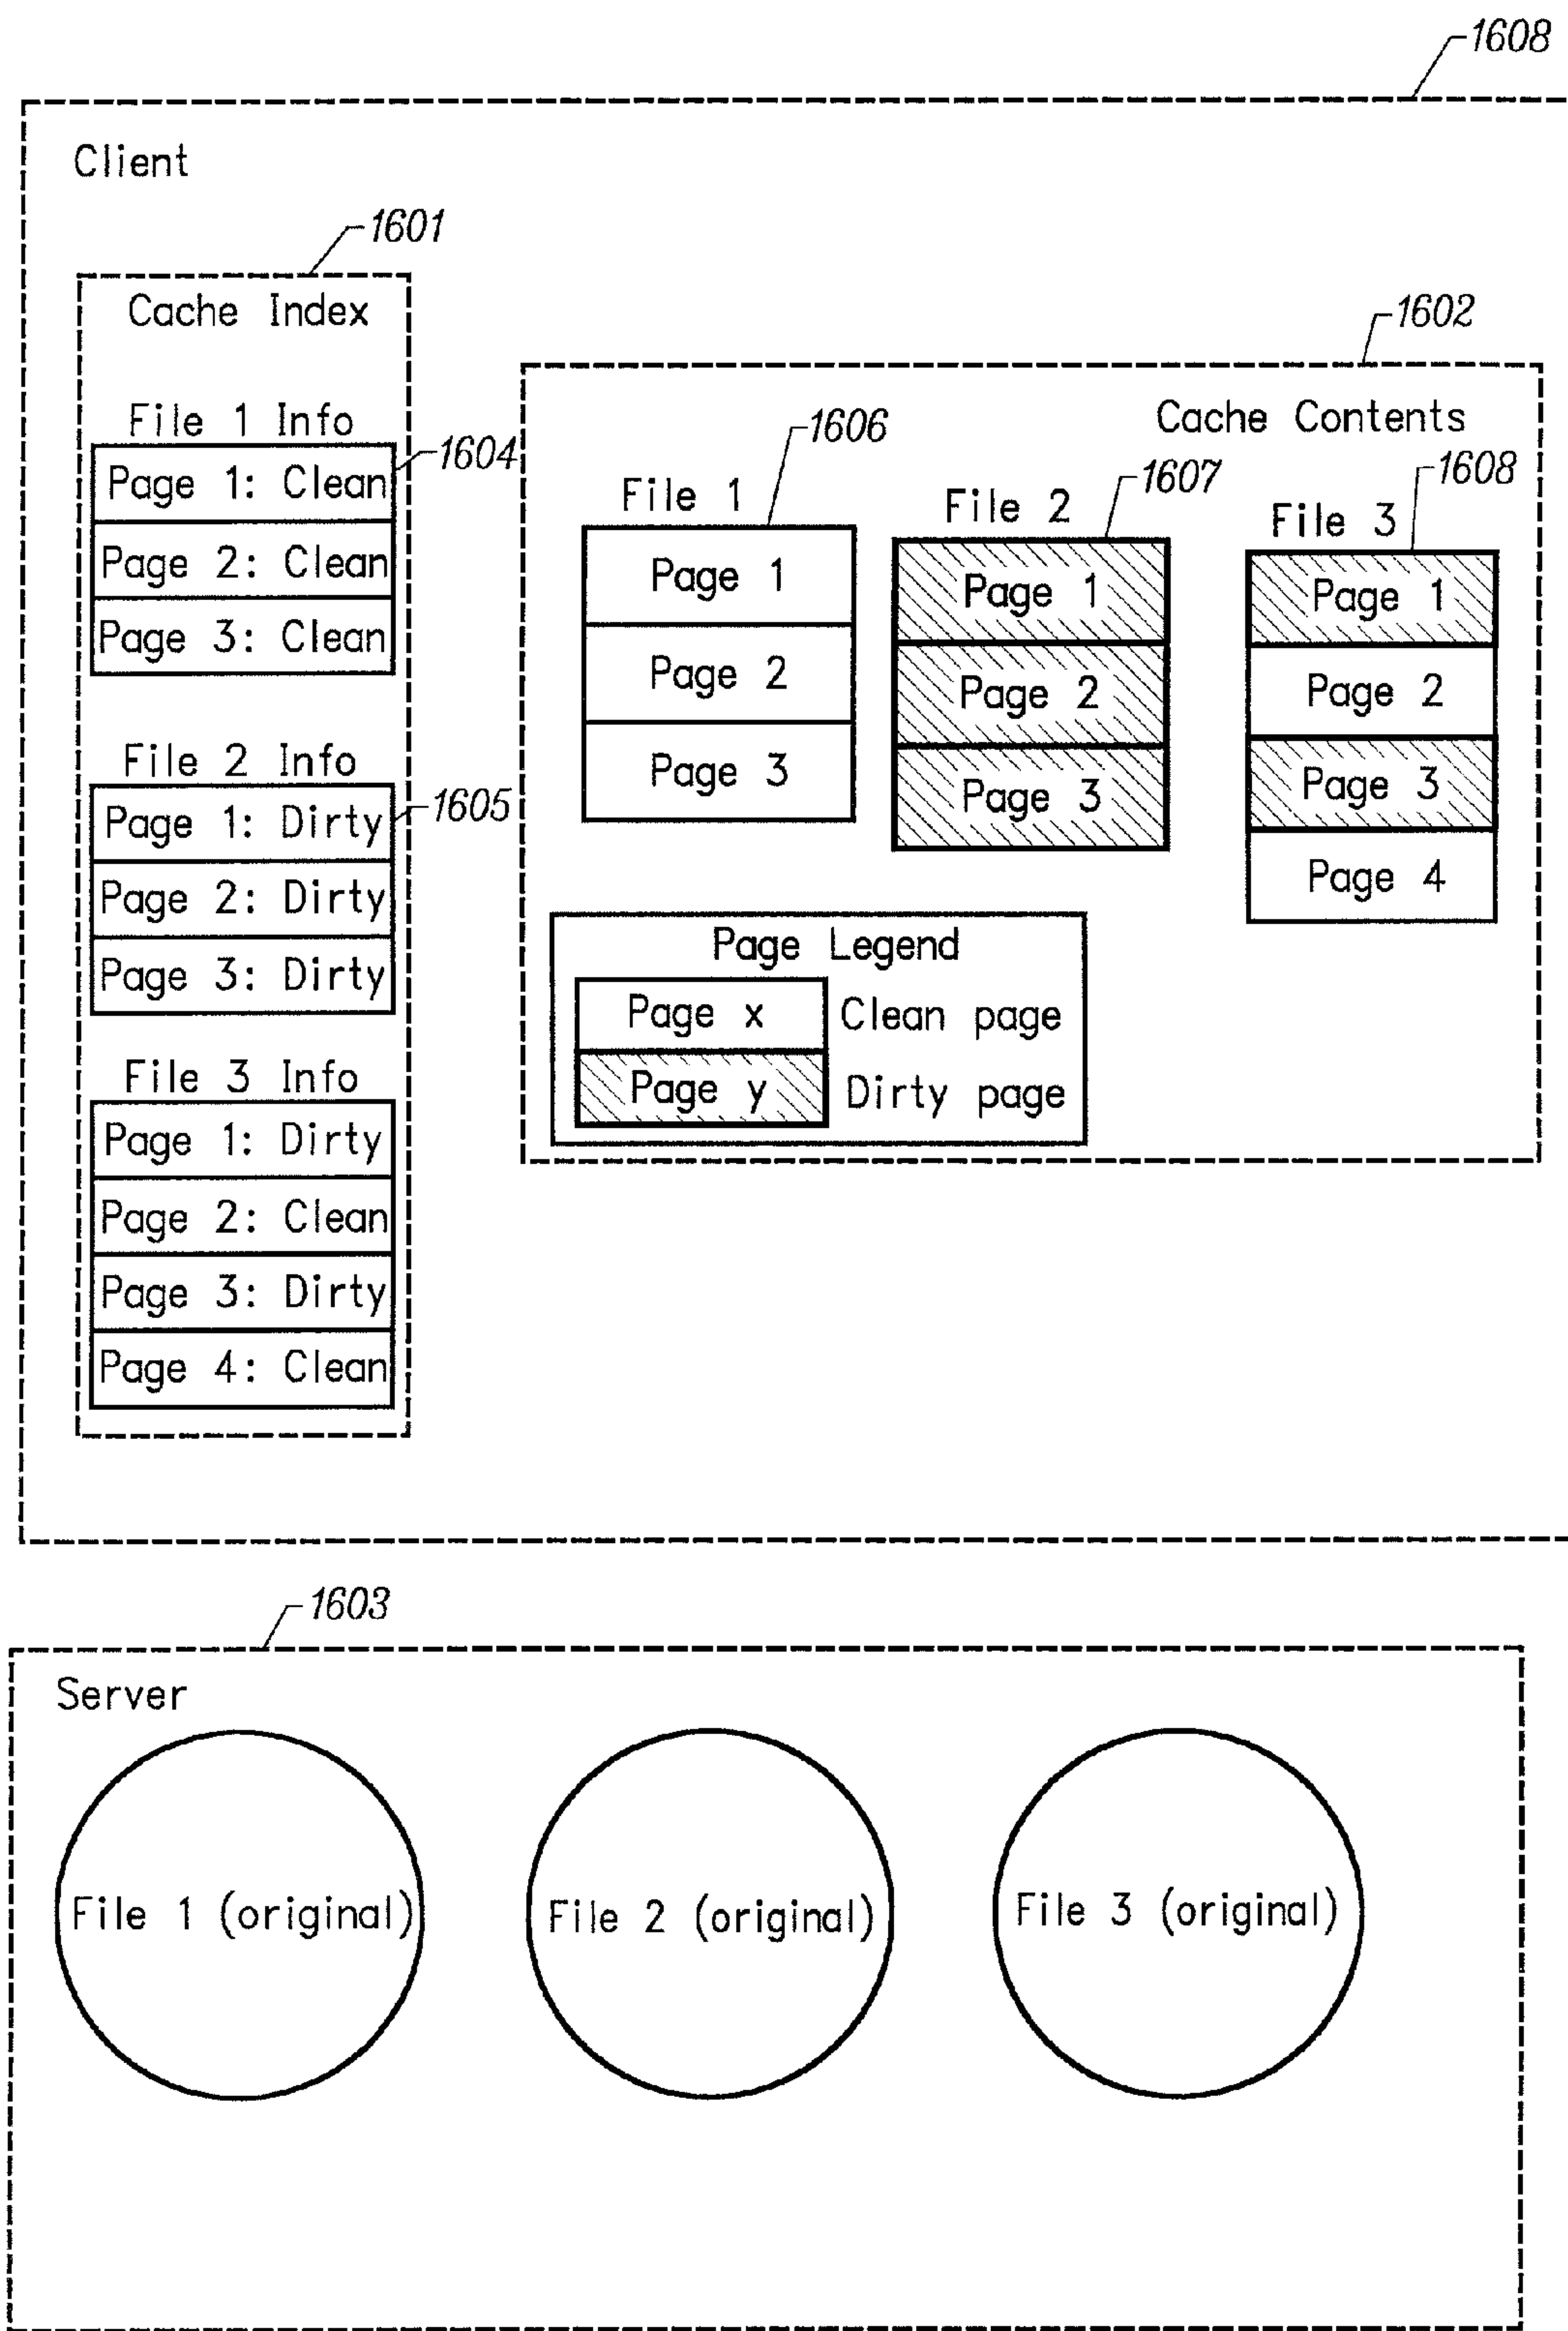 1608
Client
1601
Cache Index
File 1 Info
Page 1: Clean
1604
Page 2: Clean
Page 3: Clean
File 2 Info
Page 1: Dirty
1605
Page 2: Dirty
Page 3: Dirty
File 3 Info
Page 1: Dirty
Page 2: Clean
Page 3: Dirty
Page 4: Clean
1602
Cache Contents
1606
File 1
Page 1
Page 2
Page 3
1607
File 2
Page 1
Page 2
Page 3
1608
File 3
Page 1
Page 2
Page 3
Page 4
Page Legend
Page x Clean page
Page y Dirty page
1603
Server
File 1 (original)
File 2 (original)
File 3 (original)